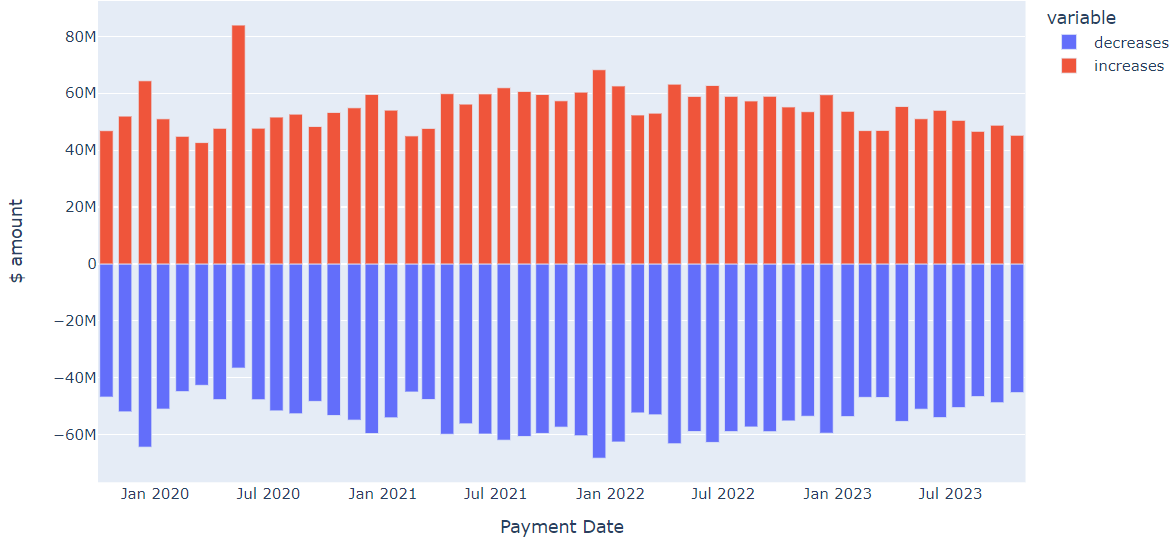 variable
decreases
increases
80M
60M
40M
20M
0
−20M
−40M
−60M
$ amount
Jan 2020
Jul 2020
Jan 2021
Jul 2021
Jan 2022
Jul 2022
Jan 2023
Jul 2023
Payment Date